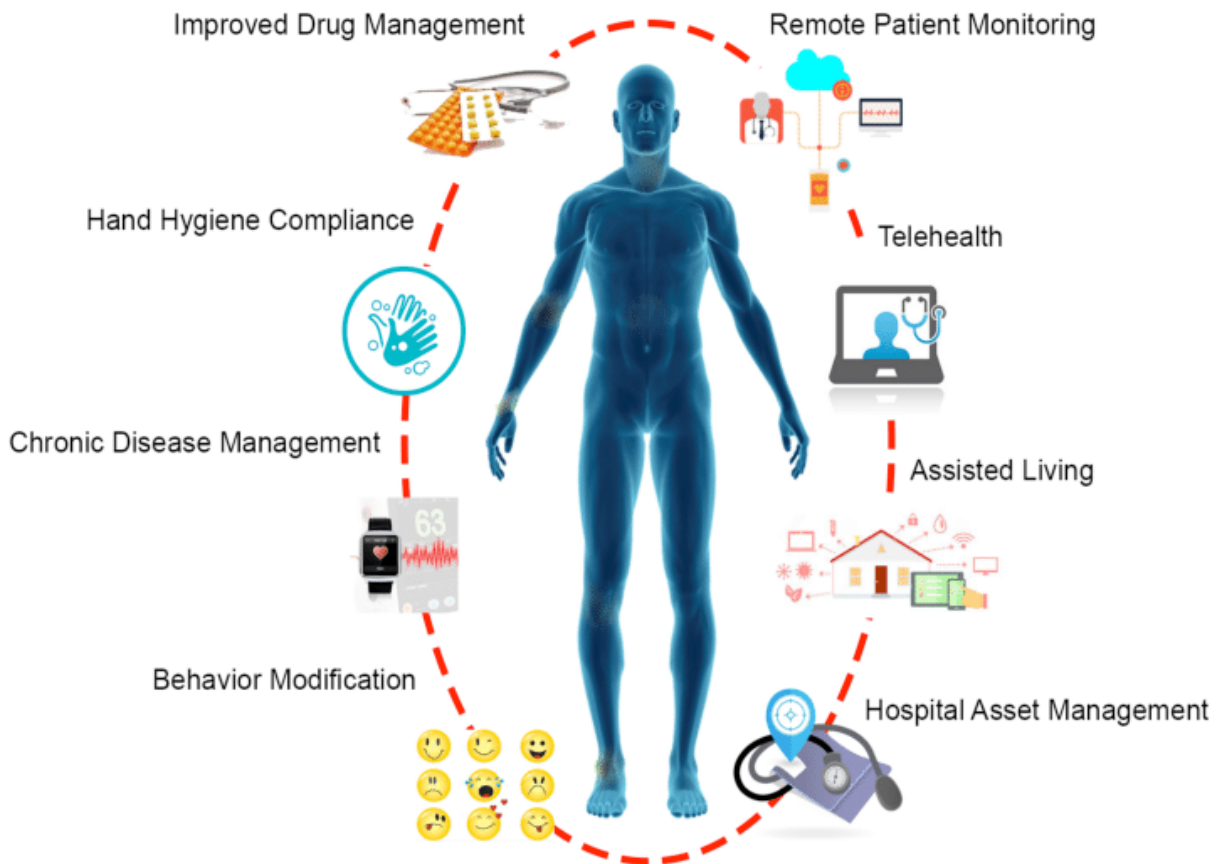 Improved Drug Management
Remote Patient Monitoring
Hand Hygiene Compliance
Telehealth
Chronic Disease Management
Assisted Living
63
Behavior Modification
Hospital Asset Management